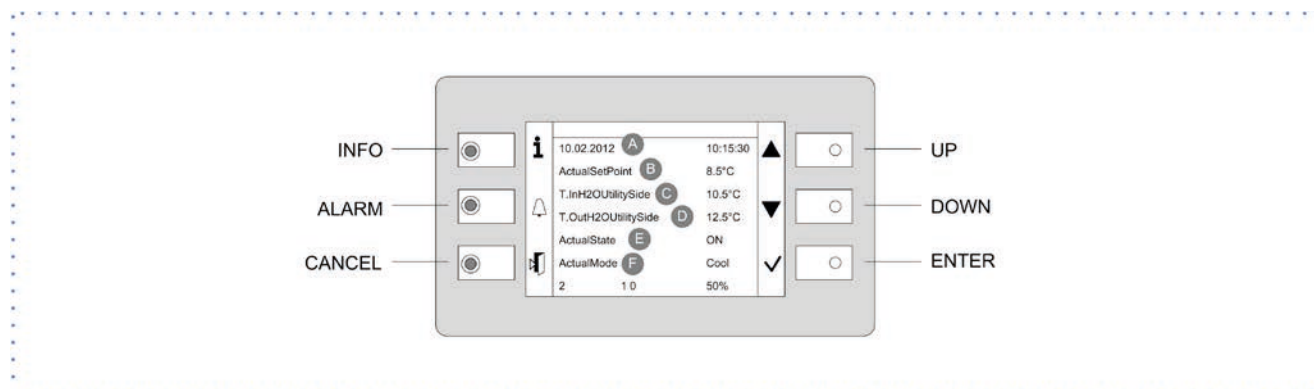 INFO
ALARM
CANCEL
i
10.02.2012 A 10:15:30
ActualSetPoint B 8.5°C
T.InH2OUtilitySide C 10.5°C
T.OutH2OUtilitySide D 12.5°C
ActualState E ON
ActualMode F Cool
2 1 0 50%
UP
DOWN
ENTER